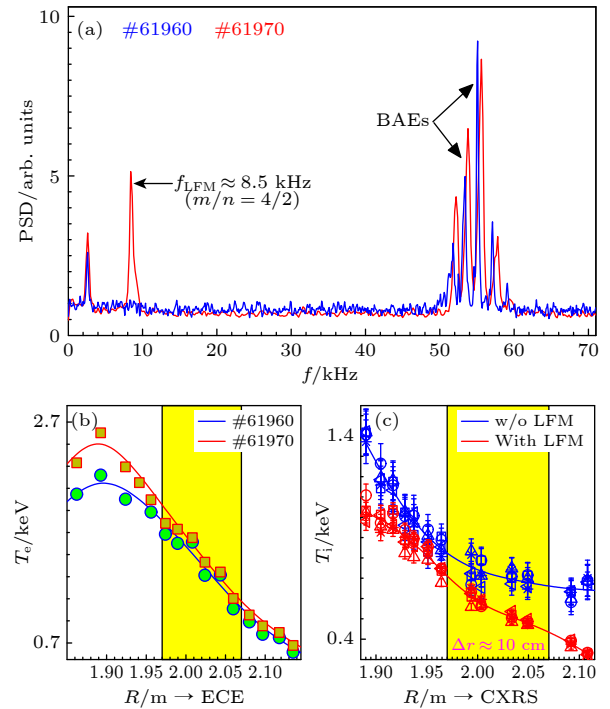 (a) #61960 #61970
BAEs
f_LFM ≈ 8.5 kHz
(m/n = 4/2)
PSD/arb. units
10
5
0
0 10 20 30 40 50 60 70
f/kHz
(b)
#61960
#61970
T_e/keV
2.7
0.7
1.90 1.95 2.00 2.05 2.10
R/m → ECE
(c)
w/o LFM
With LFM
T_i/keV
1.4
0.4
Δr ≈ 10 cm
1.90 1.95 2.00 2.05 2.10
R/m → CXRS